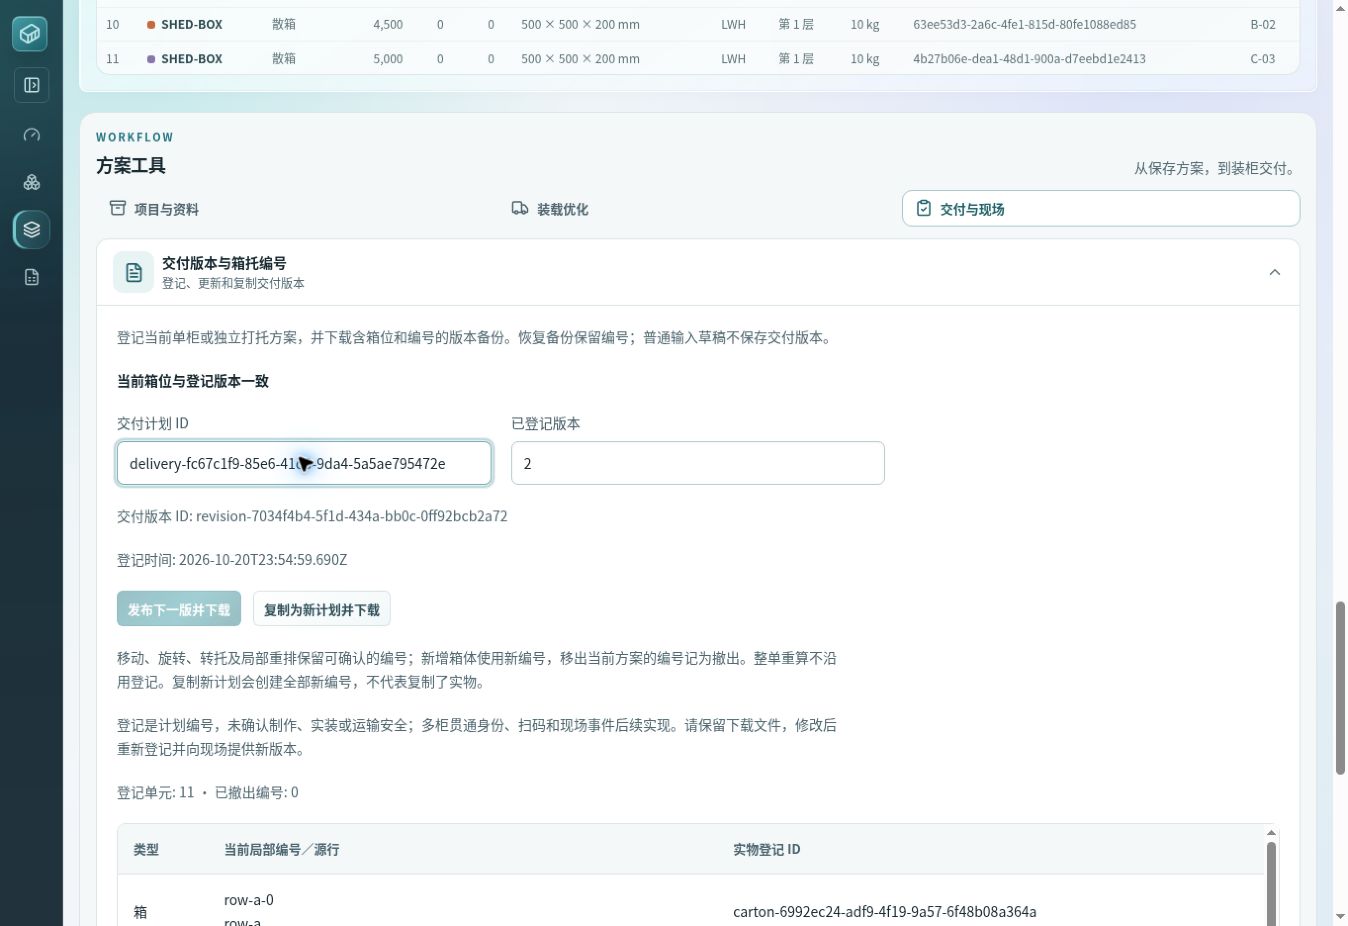 10 SHED-BOX 散箱 4,500 0 0 500 × 500 × 200 mm LWH 第 1 层 10 kg 63ee53d3-2a6c-4fe1-815d-80fe1088ed85 B-02
11 SHED-BOX 散箱 5,000 0 0 500 × 500 × 200 mm LWH 第 1 层 10 kg 4b27b06e-dea1-48d1-900a-d7eebd1e2413 C-03
WORKFLOW
方案工具
从保存方案，到装柜交付。
项目与资料 装载优化 交付与现场
交付版本与箱托编号
登记、更新和复制交付版本
登记当前单柜或独立打托方案，并下载含箱位和编号的版本备份。恢复备份保留编号；普通输入草稿不保存交付版本。
当前箱位与登记版本一致
交付计划 ID 已登记版本
delivery-fc67c1f9-85e6-41 -9da4-5a5ae795472e 2
交付版本 ID: revision-7034f4b4-5f1d-434a-bb0c-0ff92bcb2a72
登记时间: 2026-10-20T23:54:59.690Z
发布下一版并下载 复制为新计划并下载
移动、旋转、转托及局部重排保留可确认的编号；新增箱体使用新编号，移出当前方案的编号记为撤出。整单重算不沿
用登记。复制新计划会创建全部新编号，不代表复制了实物。
登记是计划编号，未确认制作、实装或运输安全；多柜贯通身份、扫码和现场事件后续实现。请保留下载文件，修改后
重新登记并向现场提供新版本。
登记单元: 11 · 已撤出编号: 0
类型 当前局部编号／源行 实物登记 ID
箱 row-a-0 carton-6992ec24-adf9-4f19-9a57-6f48b08a364a
row-a